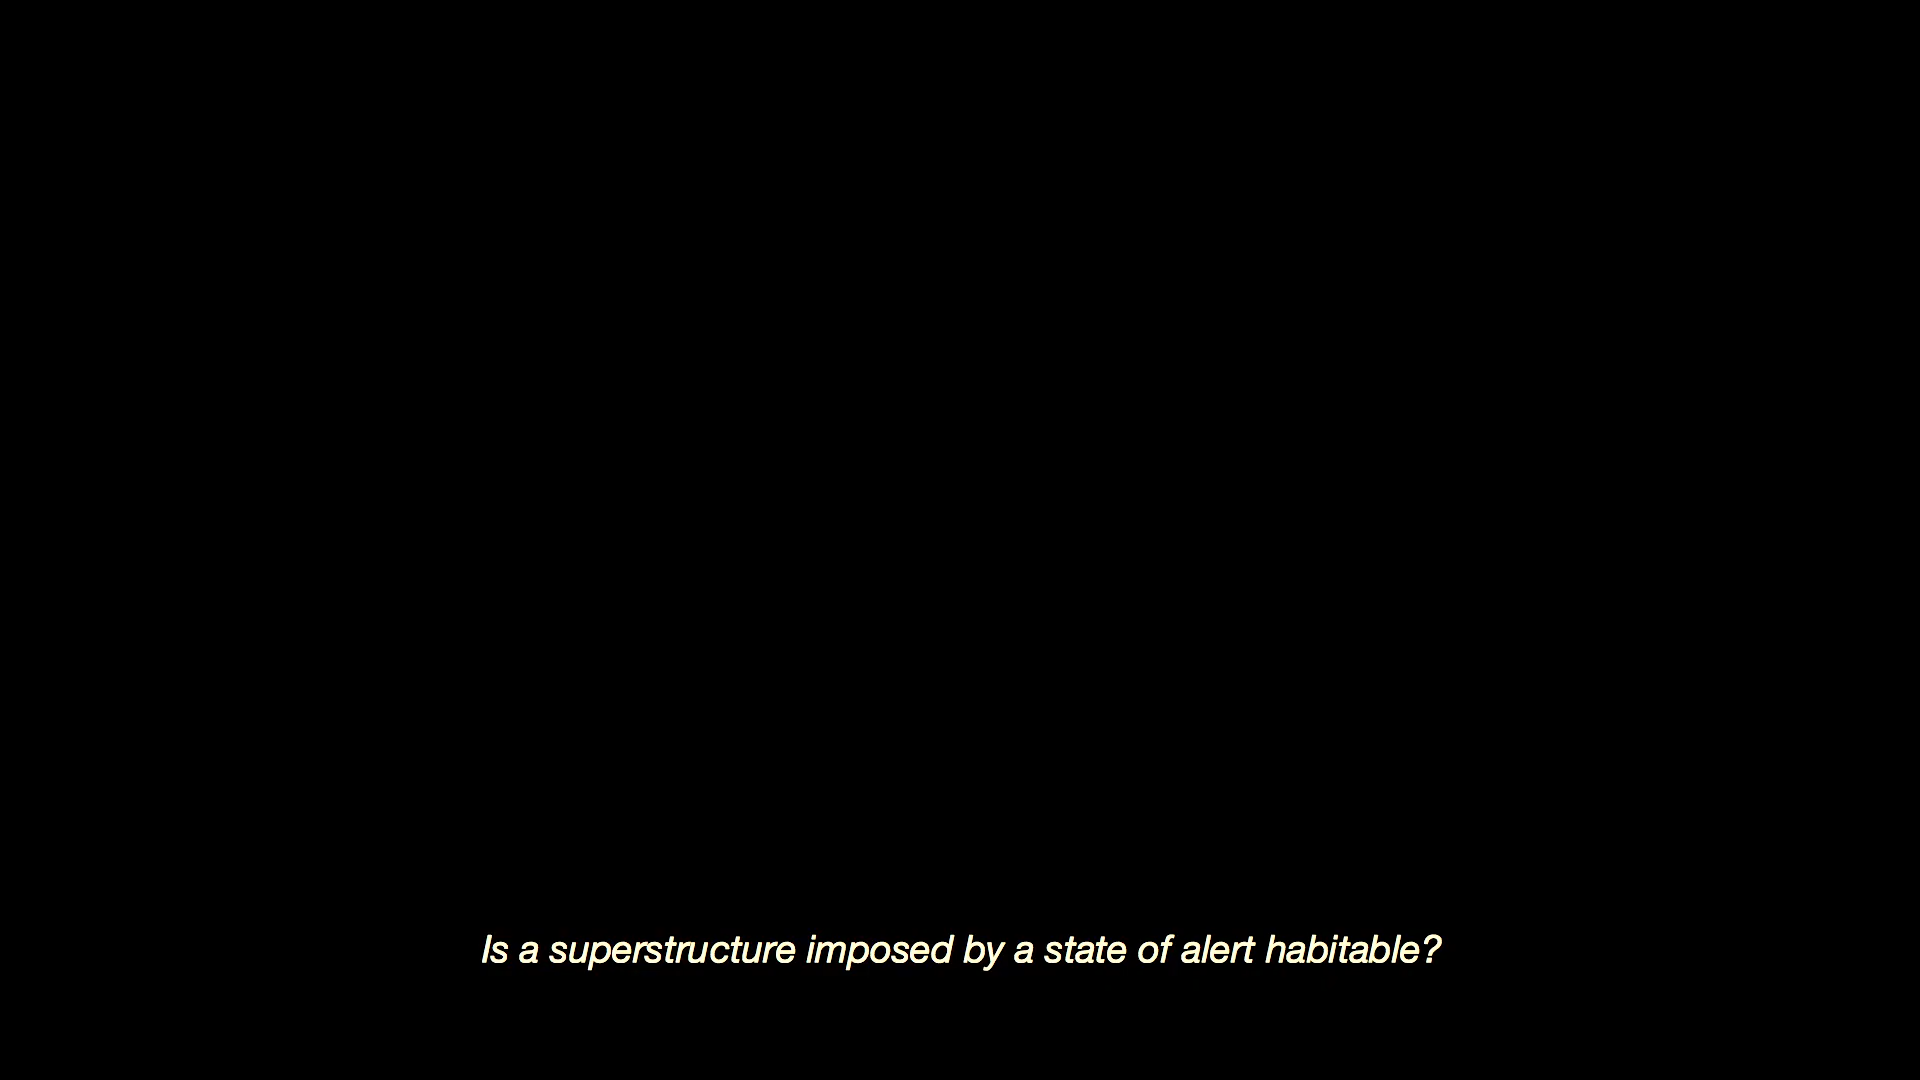 Is a superstructure imposed by a state of alert habitable?